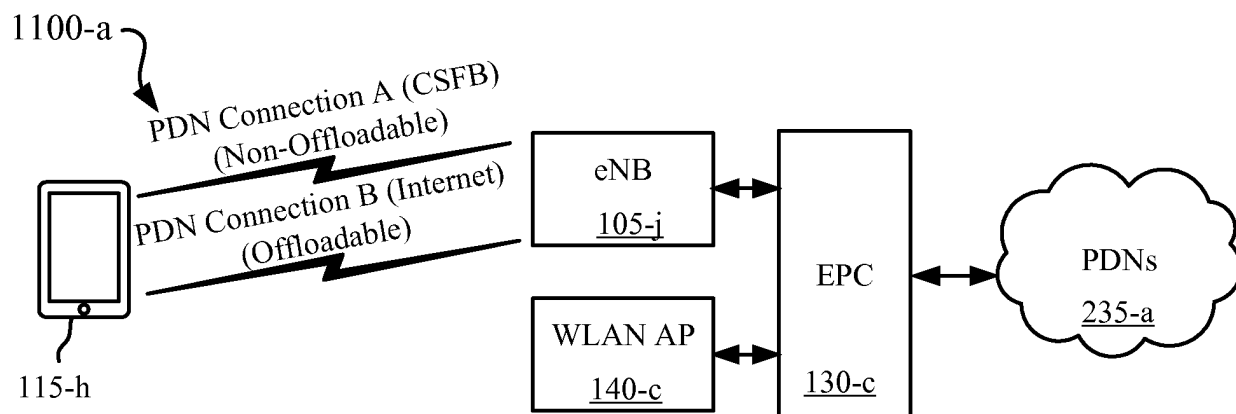 1100-a
PDN Connection A (CSFB)
(Non-Offloadable)
PDN Connection B (Internet)
(Offloadable)
115-h
eNB
105-j
WLAN AP
140-c
EPC
130-c
PDNs
235-a